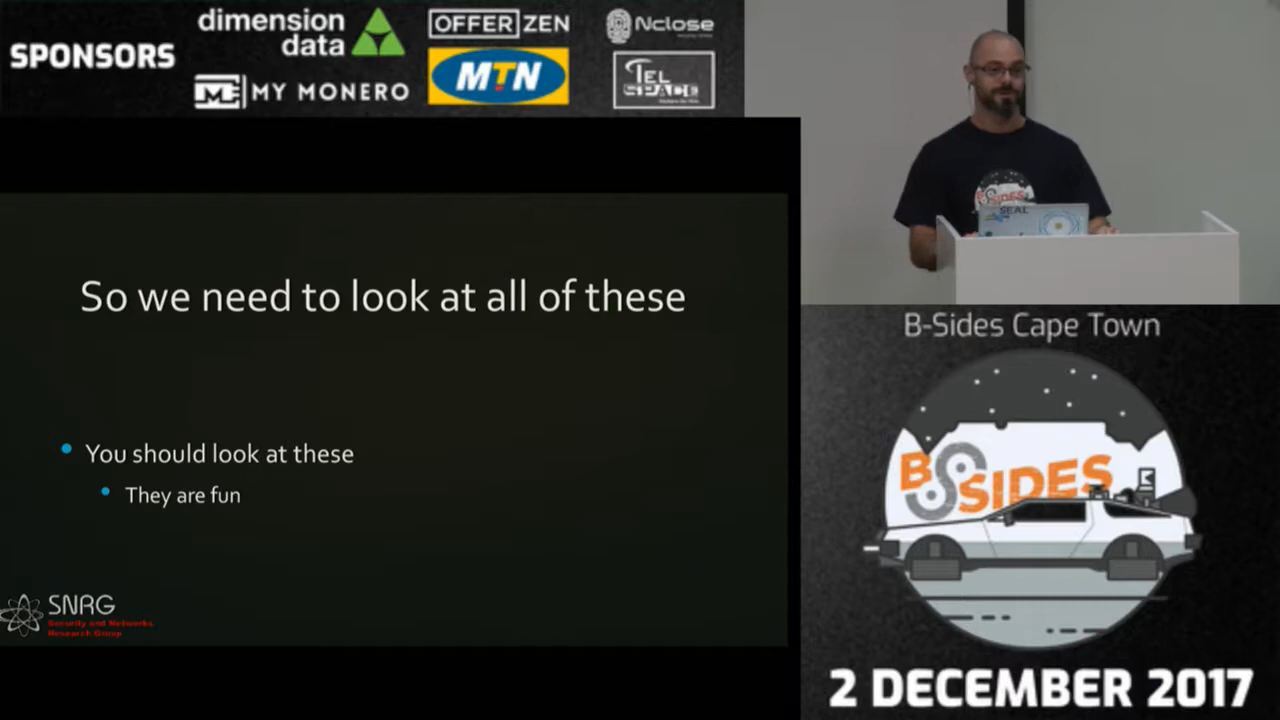 SPONSORS
dimension
data
MY MONERO
OFFERZEN
MTN
Nclose
TEL
SPACE
BSIDES
SEAL
So we need to look at all of these
You should look at these
They are fun
SNRG
Security and Networks
Research Group
B-Sides Cape Town
BSIDES
2 DECEMBER 2017